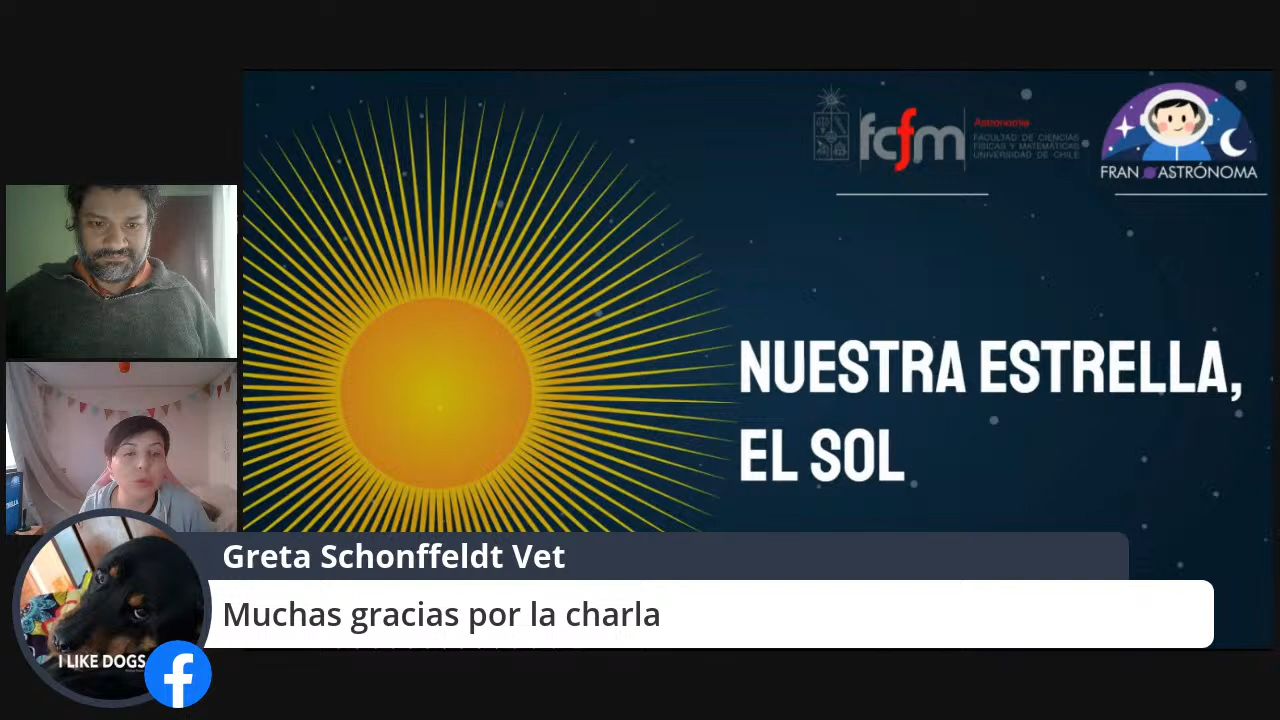 fcfm
Astronomía
FACULTAD DE CIENCIAS
FÍSICAS Y MATEMÁTICAS
UNIVERSIDAD DE CHILE
FRAN ASTRÓNOMA
NUESTRA ESTRELLA,
EL SOL
Greta Schonffeldt Vet
Muchas gracias por la charla
I LIKE DOGS